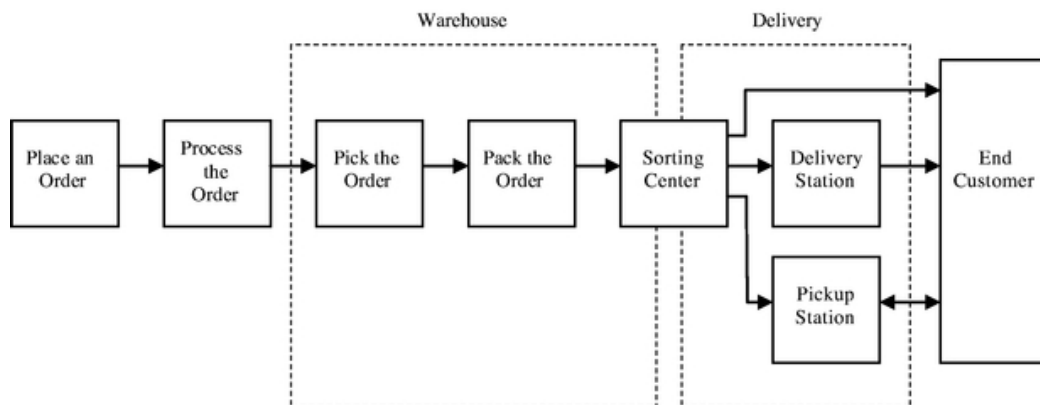 Warehouse
Delivery
Place an
Order
Process
the
Order
Pick the
Order
Pack the
Order
Sorting
Center
Delivery
Station
End
Customer
Pickup
Station